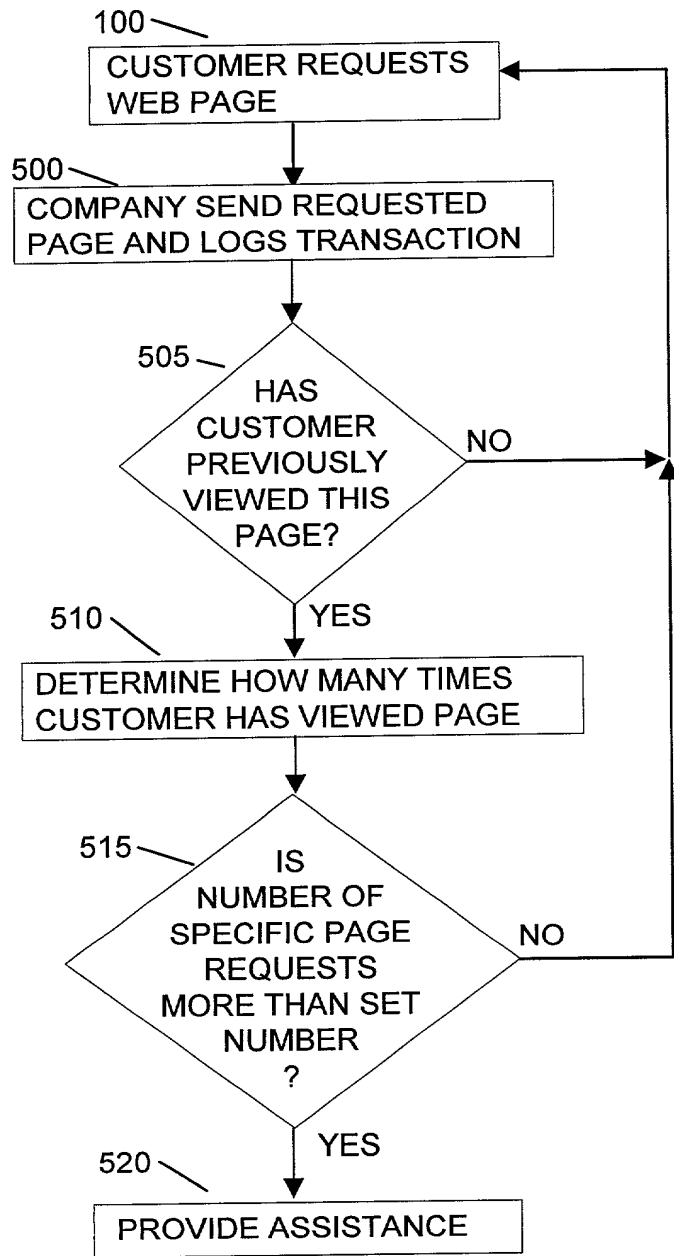 100
CUSTOMER REQUESTS
WEB PAGE
500
COMPANY SEND REQUESTED
PAGE AND LOGS TRANSACTION
505
HAS
CUSTOMER
PREVIOUSLY
VIEWED THIS
PAGE?
NO
YES
510
DETERMINE HOW MANY TIMES
CUSTOMER HAS VIEWED PAGE
515
IS
NUMBER OF
SPECIFIC PAGE
REQUESTS
MORE THAN SET
NUMBER
?
NO
YES
520
PROVIDE ASSISTANCE